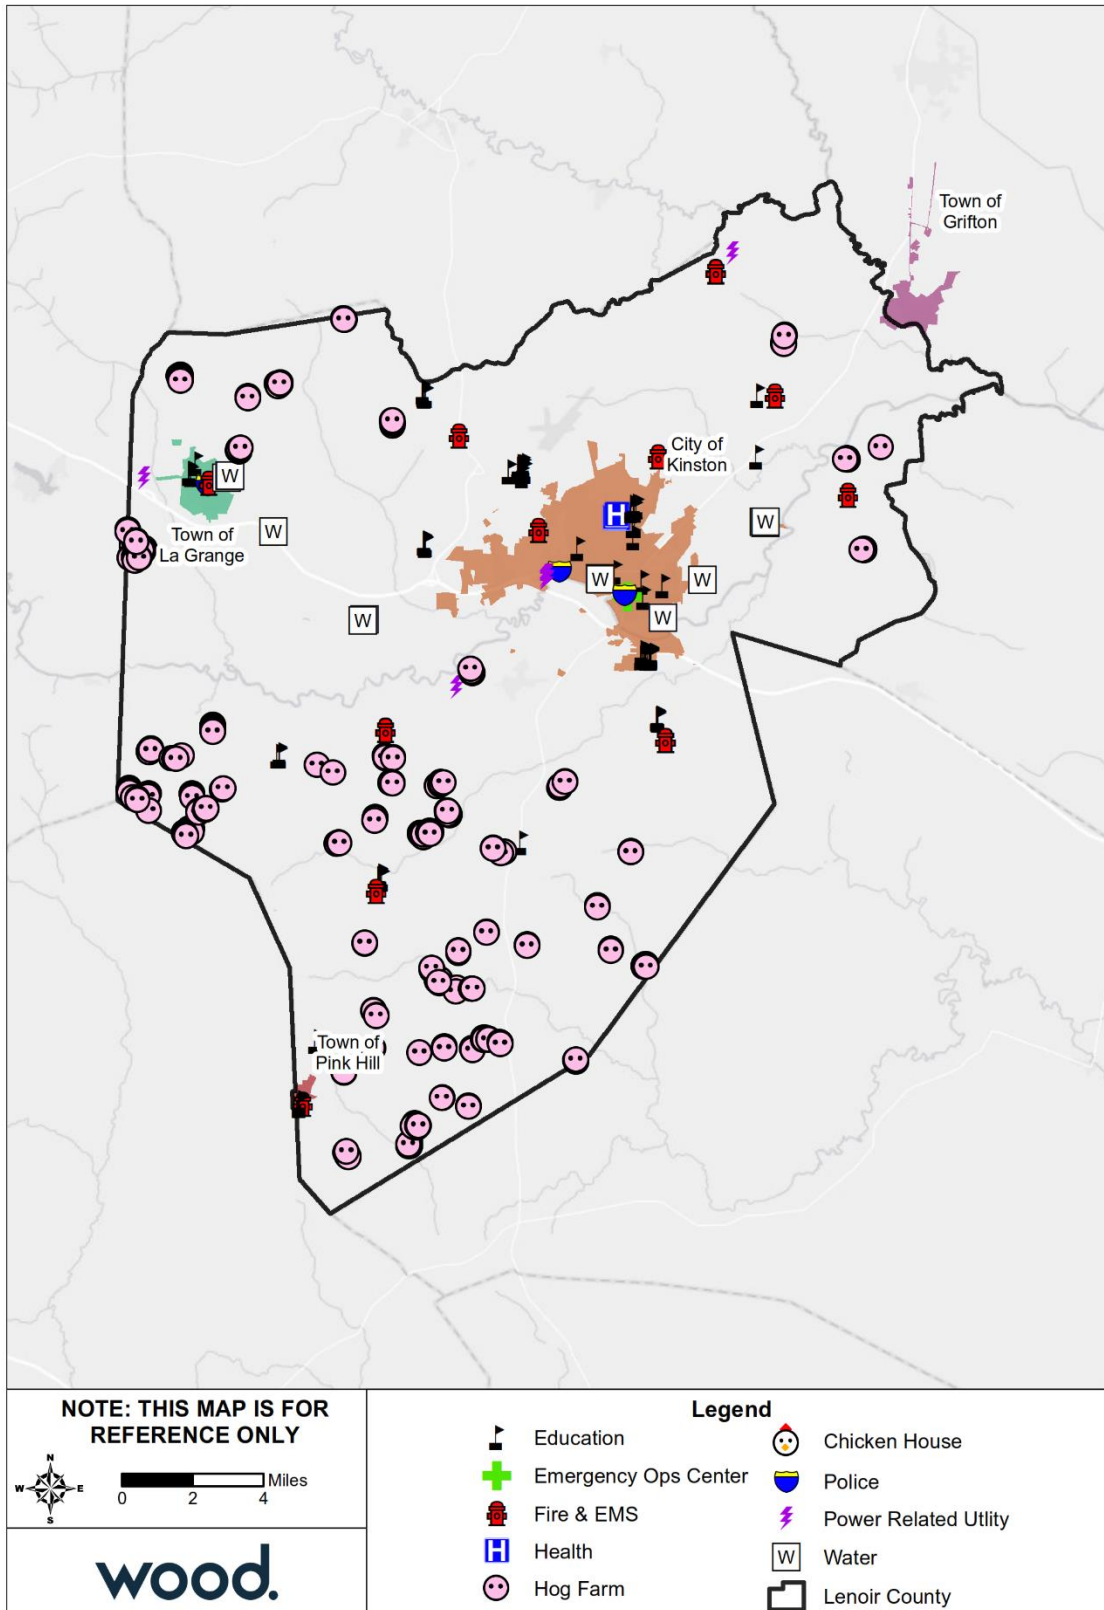 Town of
Grifton
City of
Kinston
W
Town of
La Grange
W
H
W
W
W
W
W
Town of
Pink Hill
NOTE: THIS MAP IS FOR
REFERENCE ONLY
N
W
E
S
Miles
0
2
4
wood.
Legend
Education
Emergency Ops Center
Fire & EMS
H
Health
Hog Farm
Chicken House
Police
Power Related Utlity
W
Water
Lenoir County